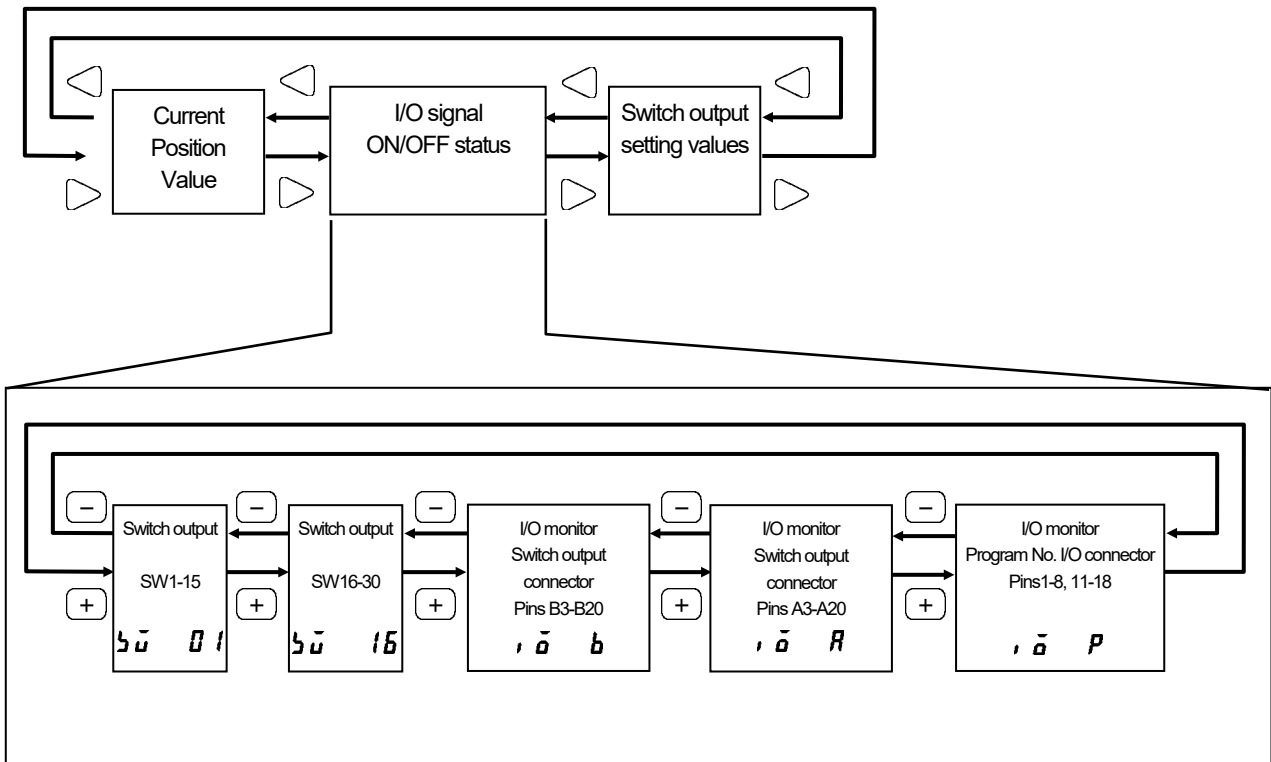 Current
Position
Value
I/O signal
ON/OFF status
Switch output
setting values
Switch output
SW1-15
01
Switch output
SW16-30
16
I/O monitor
Switch output
connector
Pins B3-B20
b
I/O monitor
Switch output
connector
Pins A3-A20
A
I/O monitor
Program No. I/O connector
Pins1-8, 11-18
P
− − − − −
+ + + + +